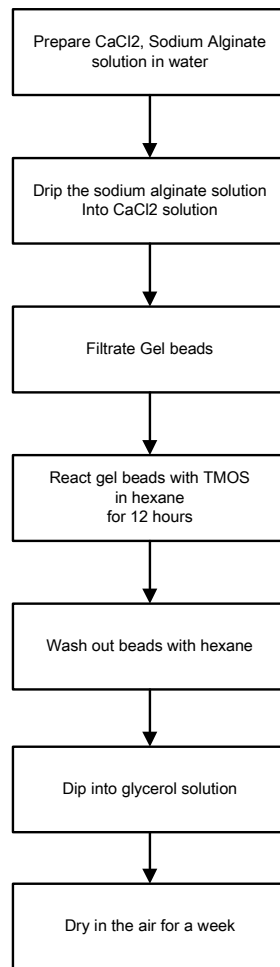 Prepare CaCl2, Sodium Alginate
solution in water
Drip the sodium alginate solution
Into CaCl2 solution
Filtrate Gel beads
React gel beads with TMOS
in hexane
for 12 hours
Wash out beads with hexane
Dip into glycerol solution
Dry in the air for a week